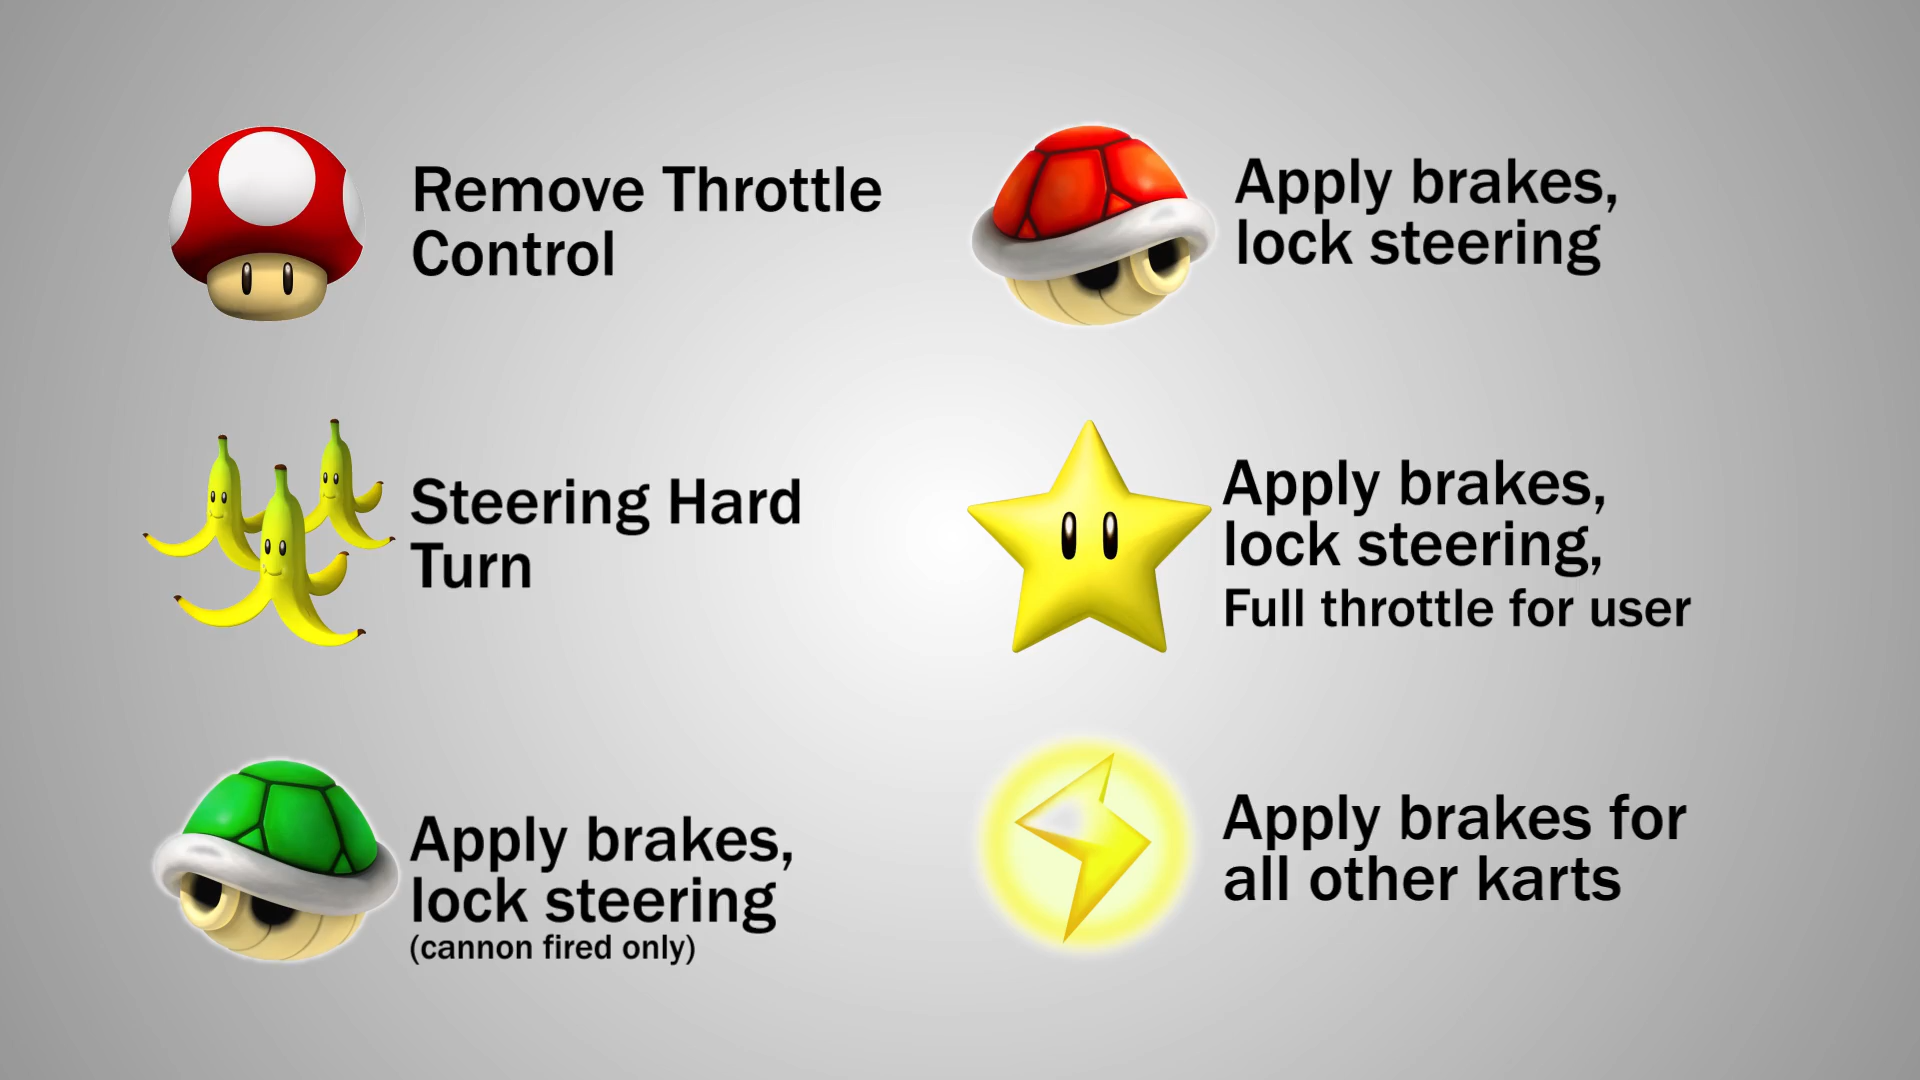 Remove Throttle
Control
Apply brakes,
lock steering
Steering Hard
Turn
Apply brakes,
lock steering,
Full throttle for user
Apply brakes,
lock steering
(cannon fired only)
Apply brakes for
all other karts